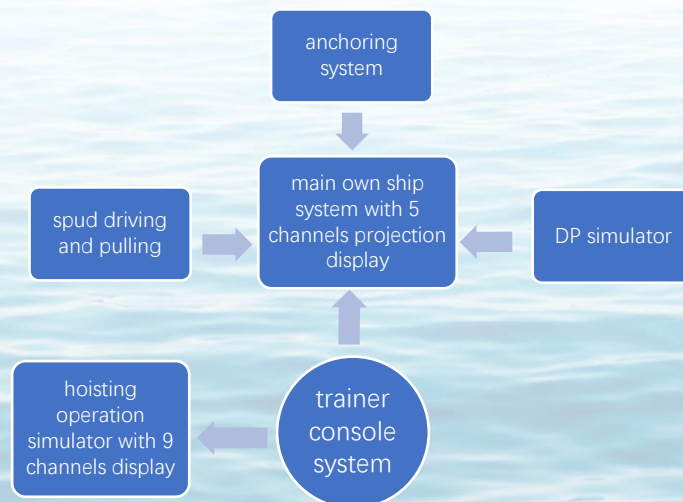 anchoring
system
main own ship
system with 5
channels projection
display
spud driving
and pulling
DP simulator
hoisting
operation
simulator with 9
channels display
trainer
console
system